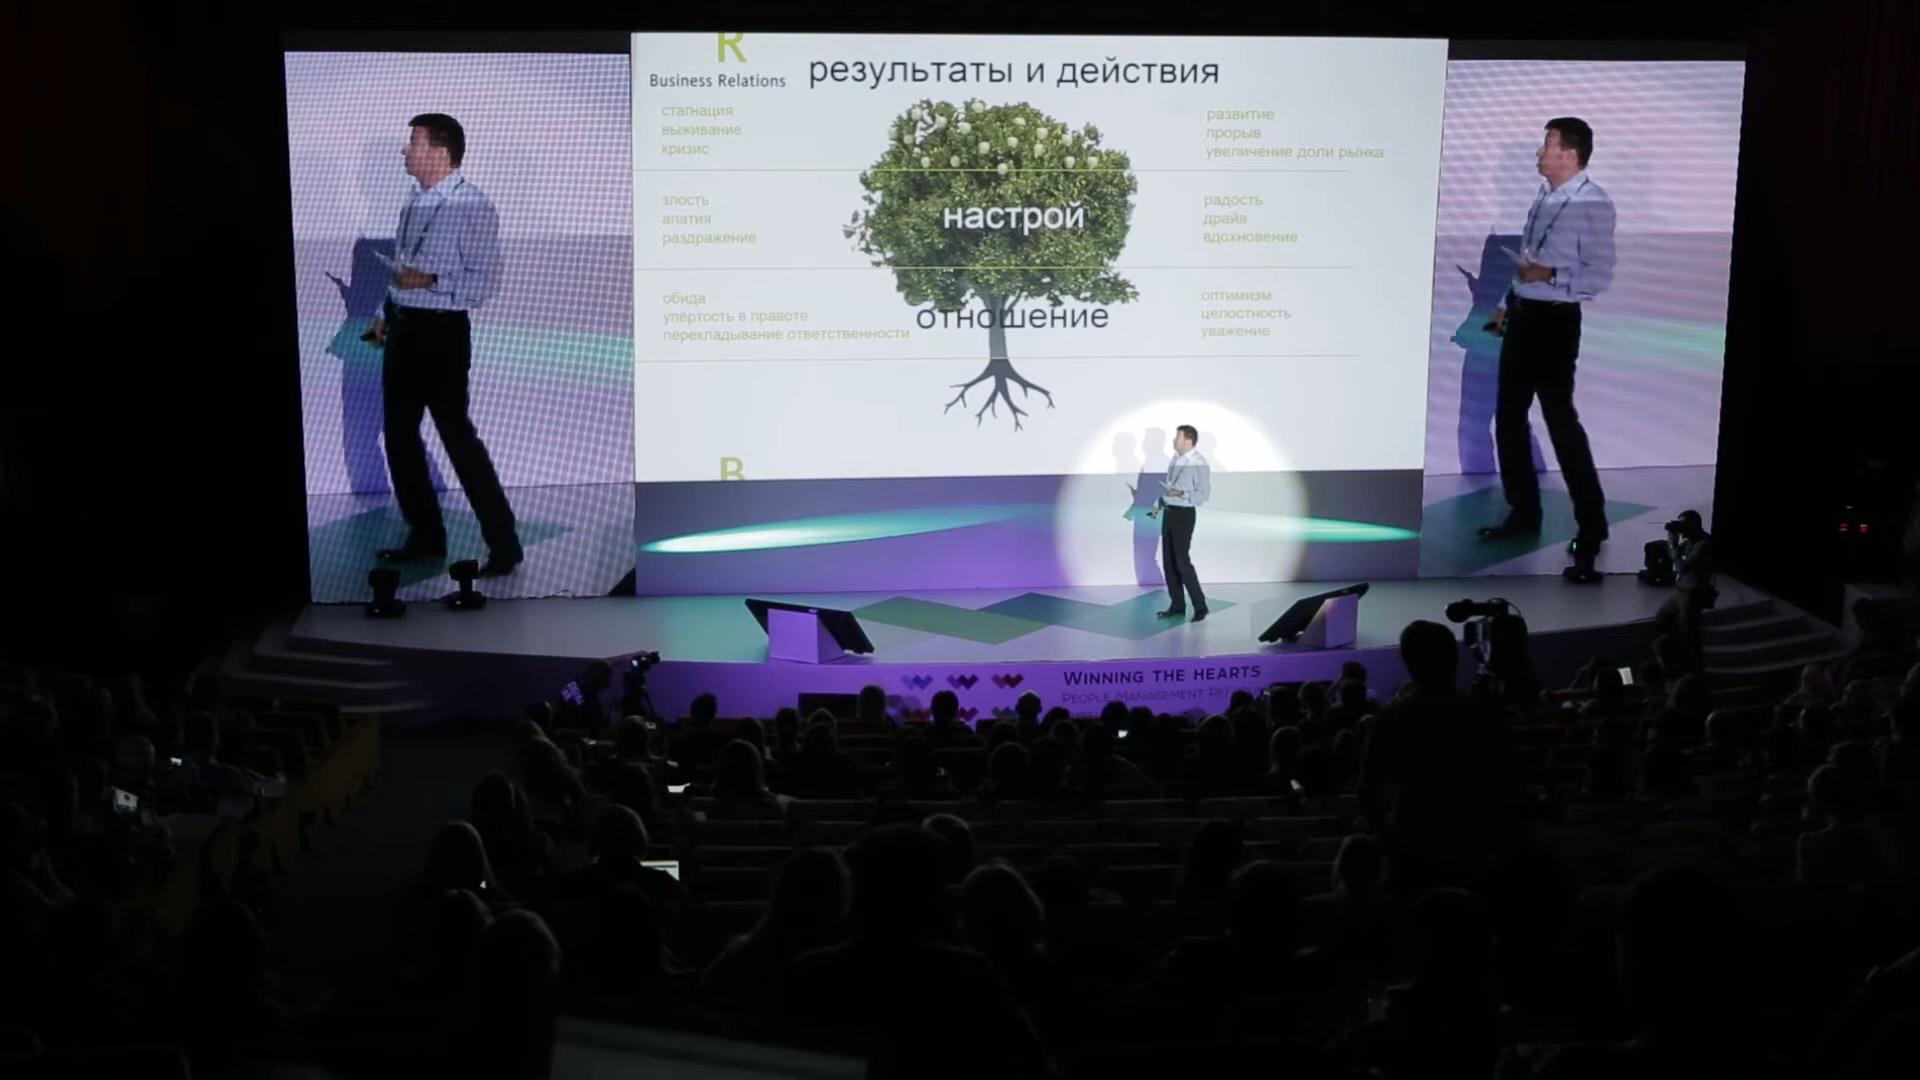 R
Business Relations
результаты и действия
стагнация
выживание
кризис
развитие
прорыв
увеличение доли рынка
злость
апатия
раздражение
настрой
радость
драйв
вдохновение
обида
упёртость в правоте
перекладывание ответственности
отношение
оптимизм
целостность
уважение
R
WINNING THE HEARTS
PEOPLE MANAGEMENT